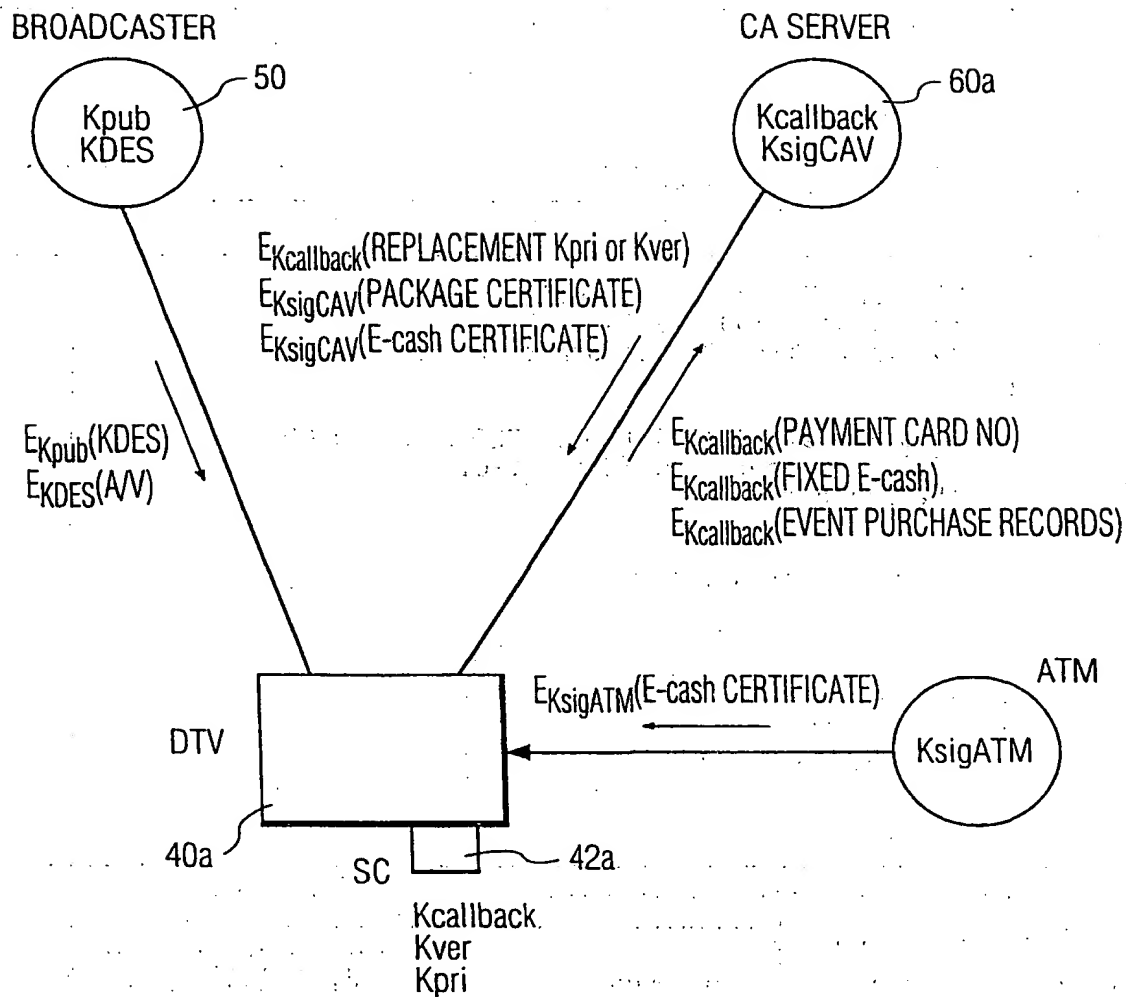 BROADCASTER
CA SERVER
50
60a
Kpub
KDES
Kcallback
KsigCAV
EKcallback(REPLACEMENT Kpri or Kver)
EKsigCAV(PACKAGE CERTIFICATE)
EKsigCAV(E-cash CERTIFICATE)
EKpub(KDES)
EKDES(A/V)
EKcallback(PAYMENT CARD NO)
EKcallback(FIXED E-cash),
EKcallback(EVENT PURCHASE RECORDS)
ATM
EKsigATM(E-cash CERTIFICATE)
DTV
KsigATM
40a
SC
42a
Kcallback
Kver
Kpri